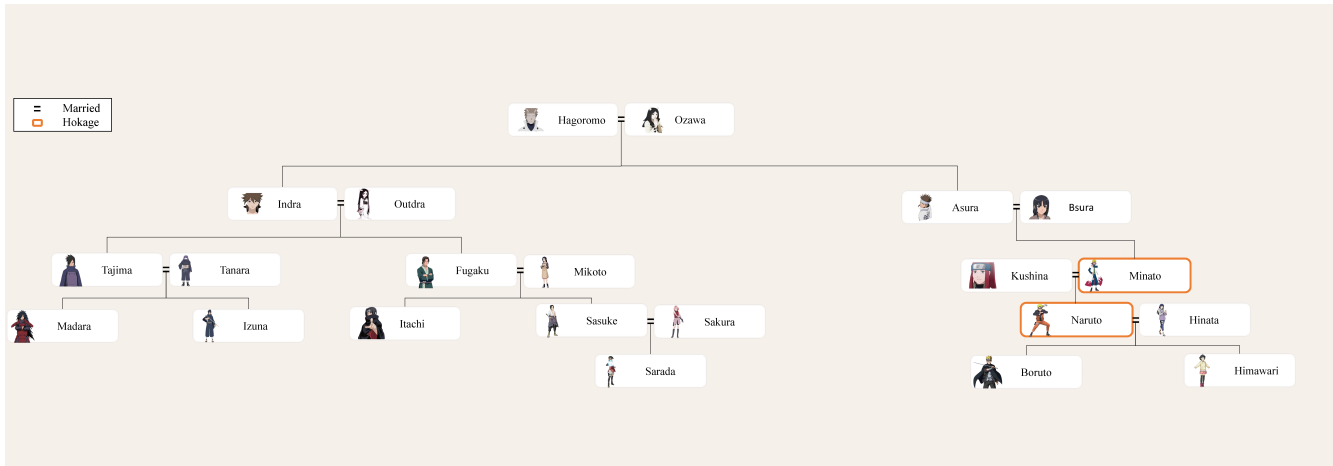 Married
Hokage
Hagoromo
Ozawa
Indra
Outdra
Asura
Bsura
Tajima
Tanara
Fugaku
Mikoto
Kushina
Minato
Madara
Izuna
Itachi
Sasuke
Sakura
Naruto
Hinata
Sarada
Boruto
Himawari